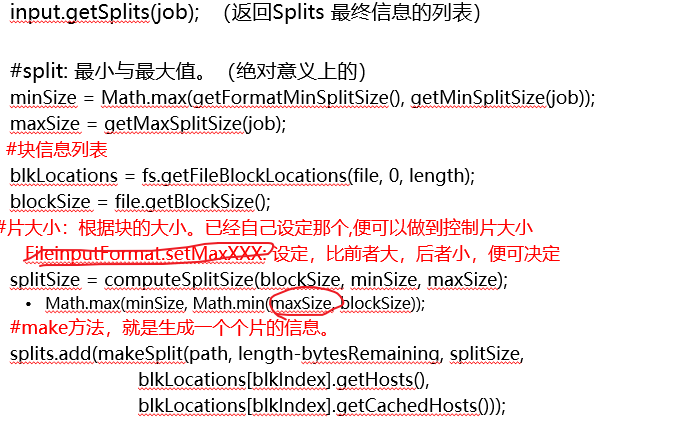 input.getSplits(job); （返回Splits 最终信息的列表）
#split: 最小与最大值。（绝对意义上的）
minSize = Math.max(getFormatMinSplitSize(), getMinSplitSize(job));
maxSize = getMaxSplitSize(job);
#块信息列表
blkLocations = fs.getFileBlockLocations(file, 0, length);
blockSize = file.getBlockSize();
#片大小：根据块的大小。已经自己设定那个,便可以做到控制片大小
FileinputFormat.setMaxXXX: 设定，比前者大，后者小，便可决定
splitSize = computeSplitSize(blockSize, minSize, maxSize);
• Math.max(minSize, Math.min(maxSize, blockSize));
#make方法，就是生成一个个片的信息。
splits.add(makeSplit(path, length-bytesRemaining, splitSize,
blkLocations[blkIndex].getHosts(),
blkLocations[blkIndex].getCachedHosts()));